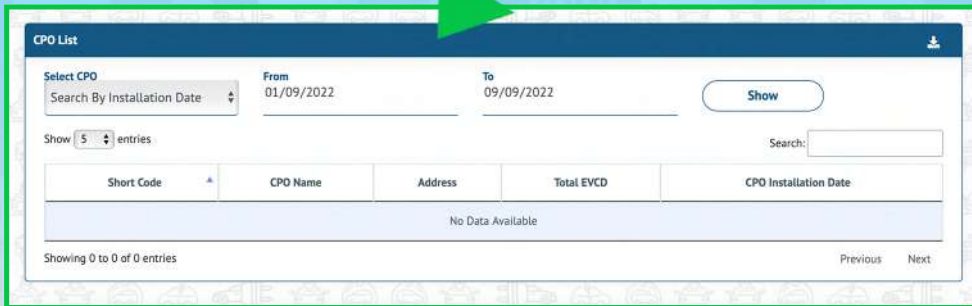 CPO List
Select CPO From To
Search By Installation Date 01/09/2022 09/09/2022 Show
Show 5 entries Search:
Short Code CPO Name Address Total EVCD CPO Installation Date
No Data Available
Showing 0 to 0 of 0 entries Previous Next